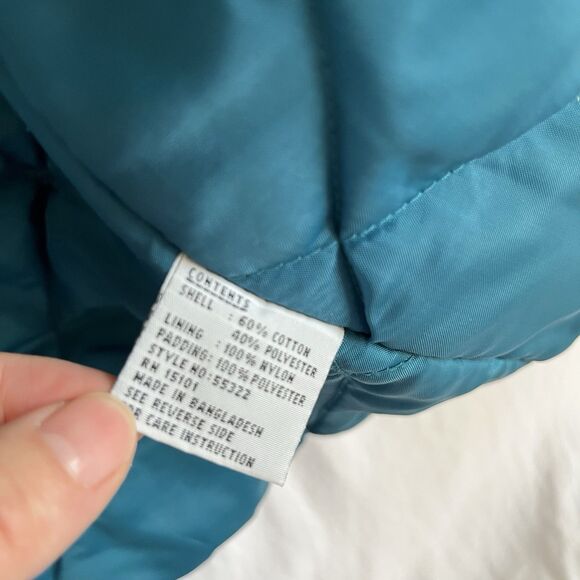 CONTENTS
SHELL : 60% COTTON
40% POLYESTER
LINING : 100% NYLON
PADDING: 100% POLYESTER
STYLE NO: 55322
RN 15101
MADE IN BANGLADESH
SEE REVERSE SIDE
FOR CARE INSTRUCTION